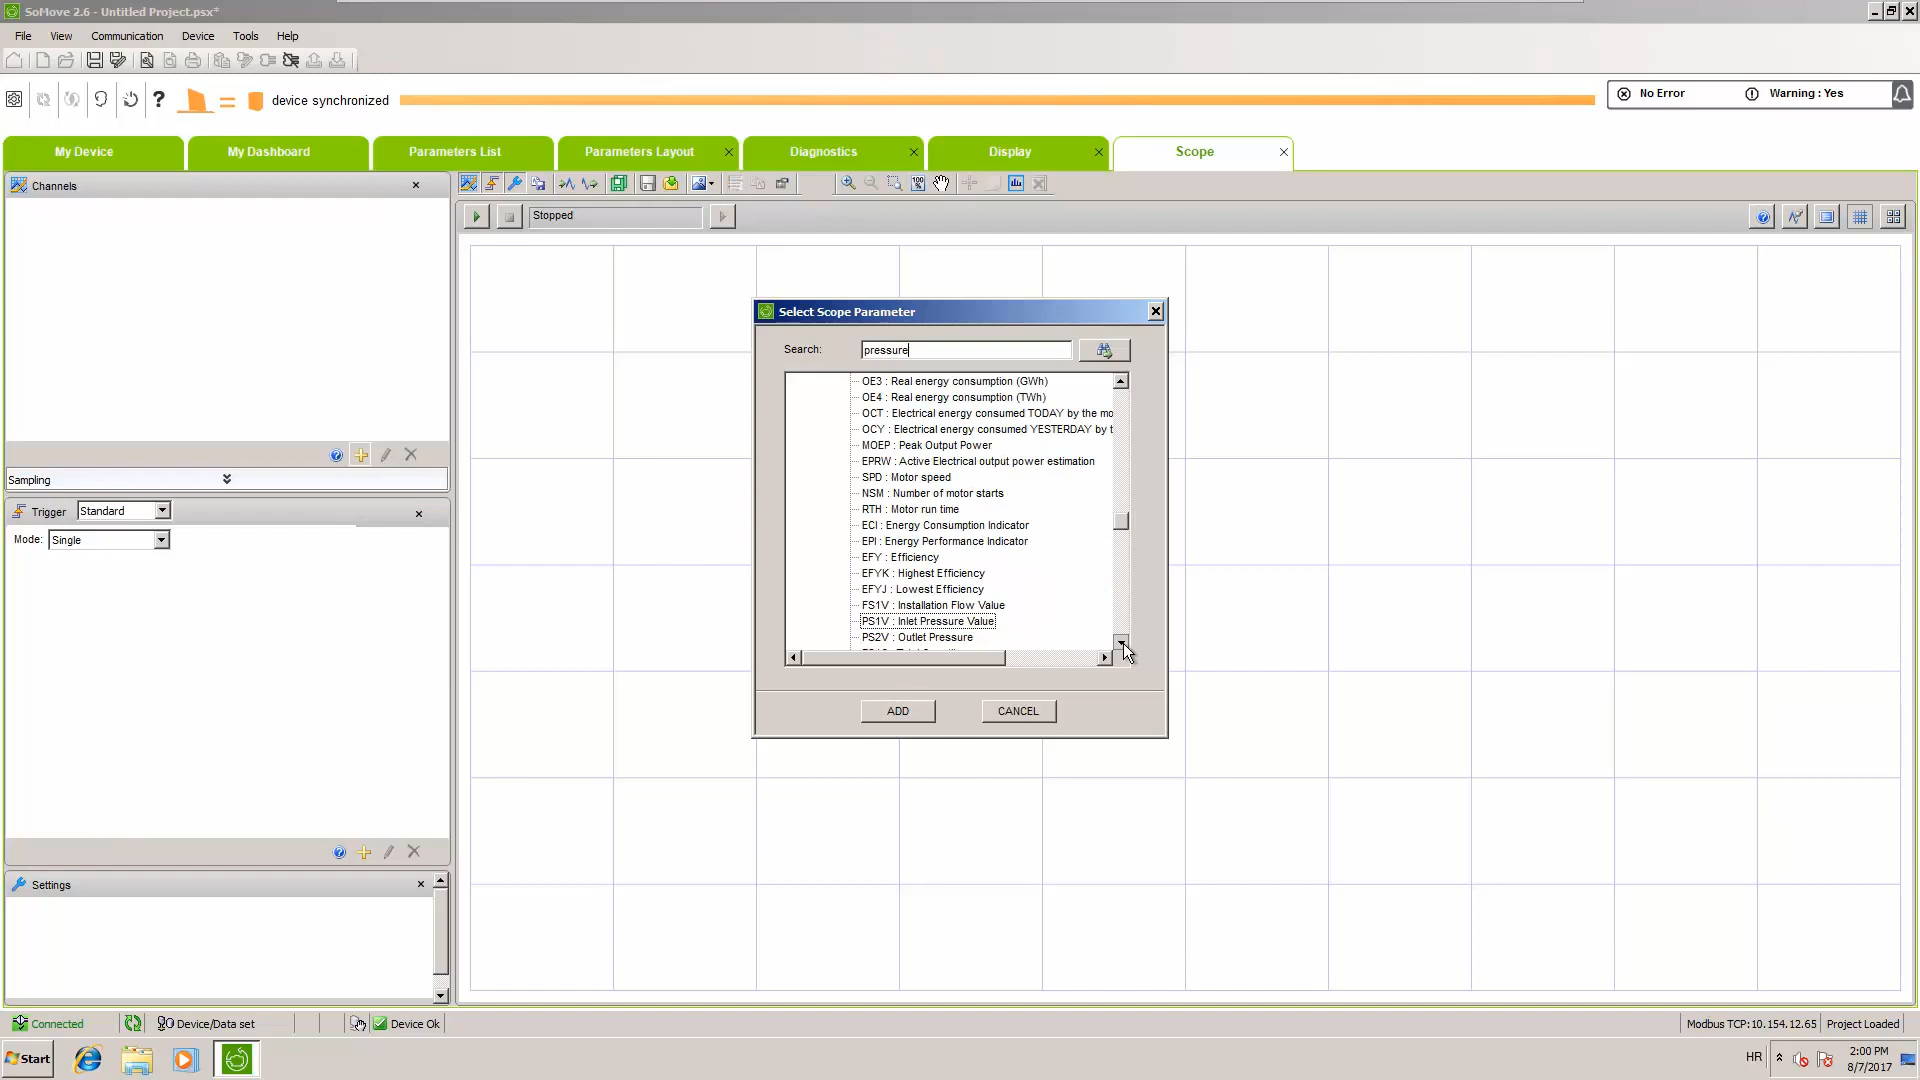 SoMove 2.6 - Untitled Project.psx*
File View Communication Device Tools Help
? = device synchronized
No Error Warning : Yes
My Device My Dashboard Parameters List Parameters Layout Diagnostics Display Scope
Channels
100%
Stopped
Select Scope Parameter
Search: pressure
OE3 : Real energy consumption (GWh)
OE4 : Real energy consumption (TWh)
OCT : Electrical energy consumed TODAY by the mo
OCY : Electrical energy consumed YESTERDAY by t
MOEP : Peak Output Power
EPRW : Active Electrical output power estimation
SPD : Motor speed
NSM : Number of motor starts
RTH : Motor run time
ECI : Energy Consumption Indicator
EPI : Energy Performance Indicator
EFY : Efficiency
EFYK : Highest Efficiency
EFYJ : Lowest Efficiency
FS1V : Installation Flow Value
PS1V : Inlet Pressure Value
PS2V : Outlet Pressure
ADD CANCEL
Sampling
Trigger Standard
Mode: Single
Settings
Connected Device/Data set Device Ok Modbus TCP:10.154.12.65 Project Loaded
Start HR 2:00 PM
8/7/2017